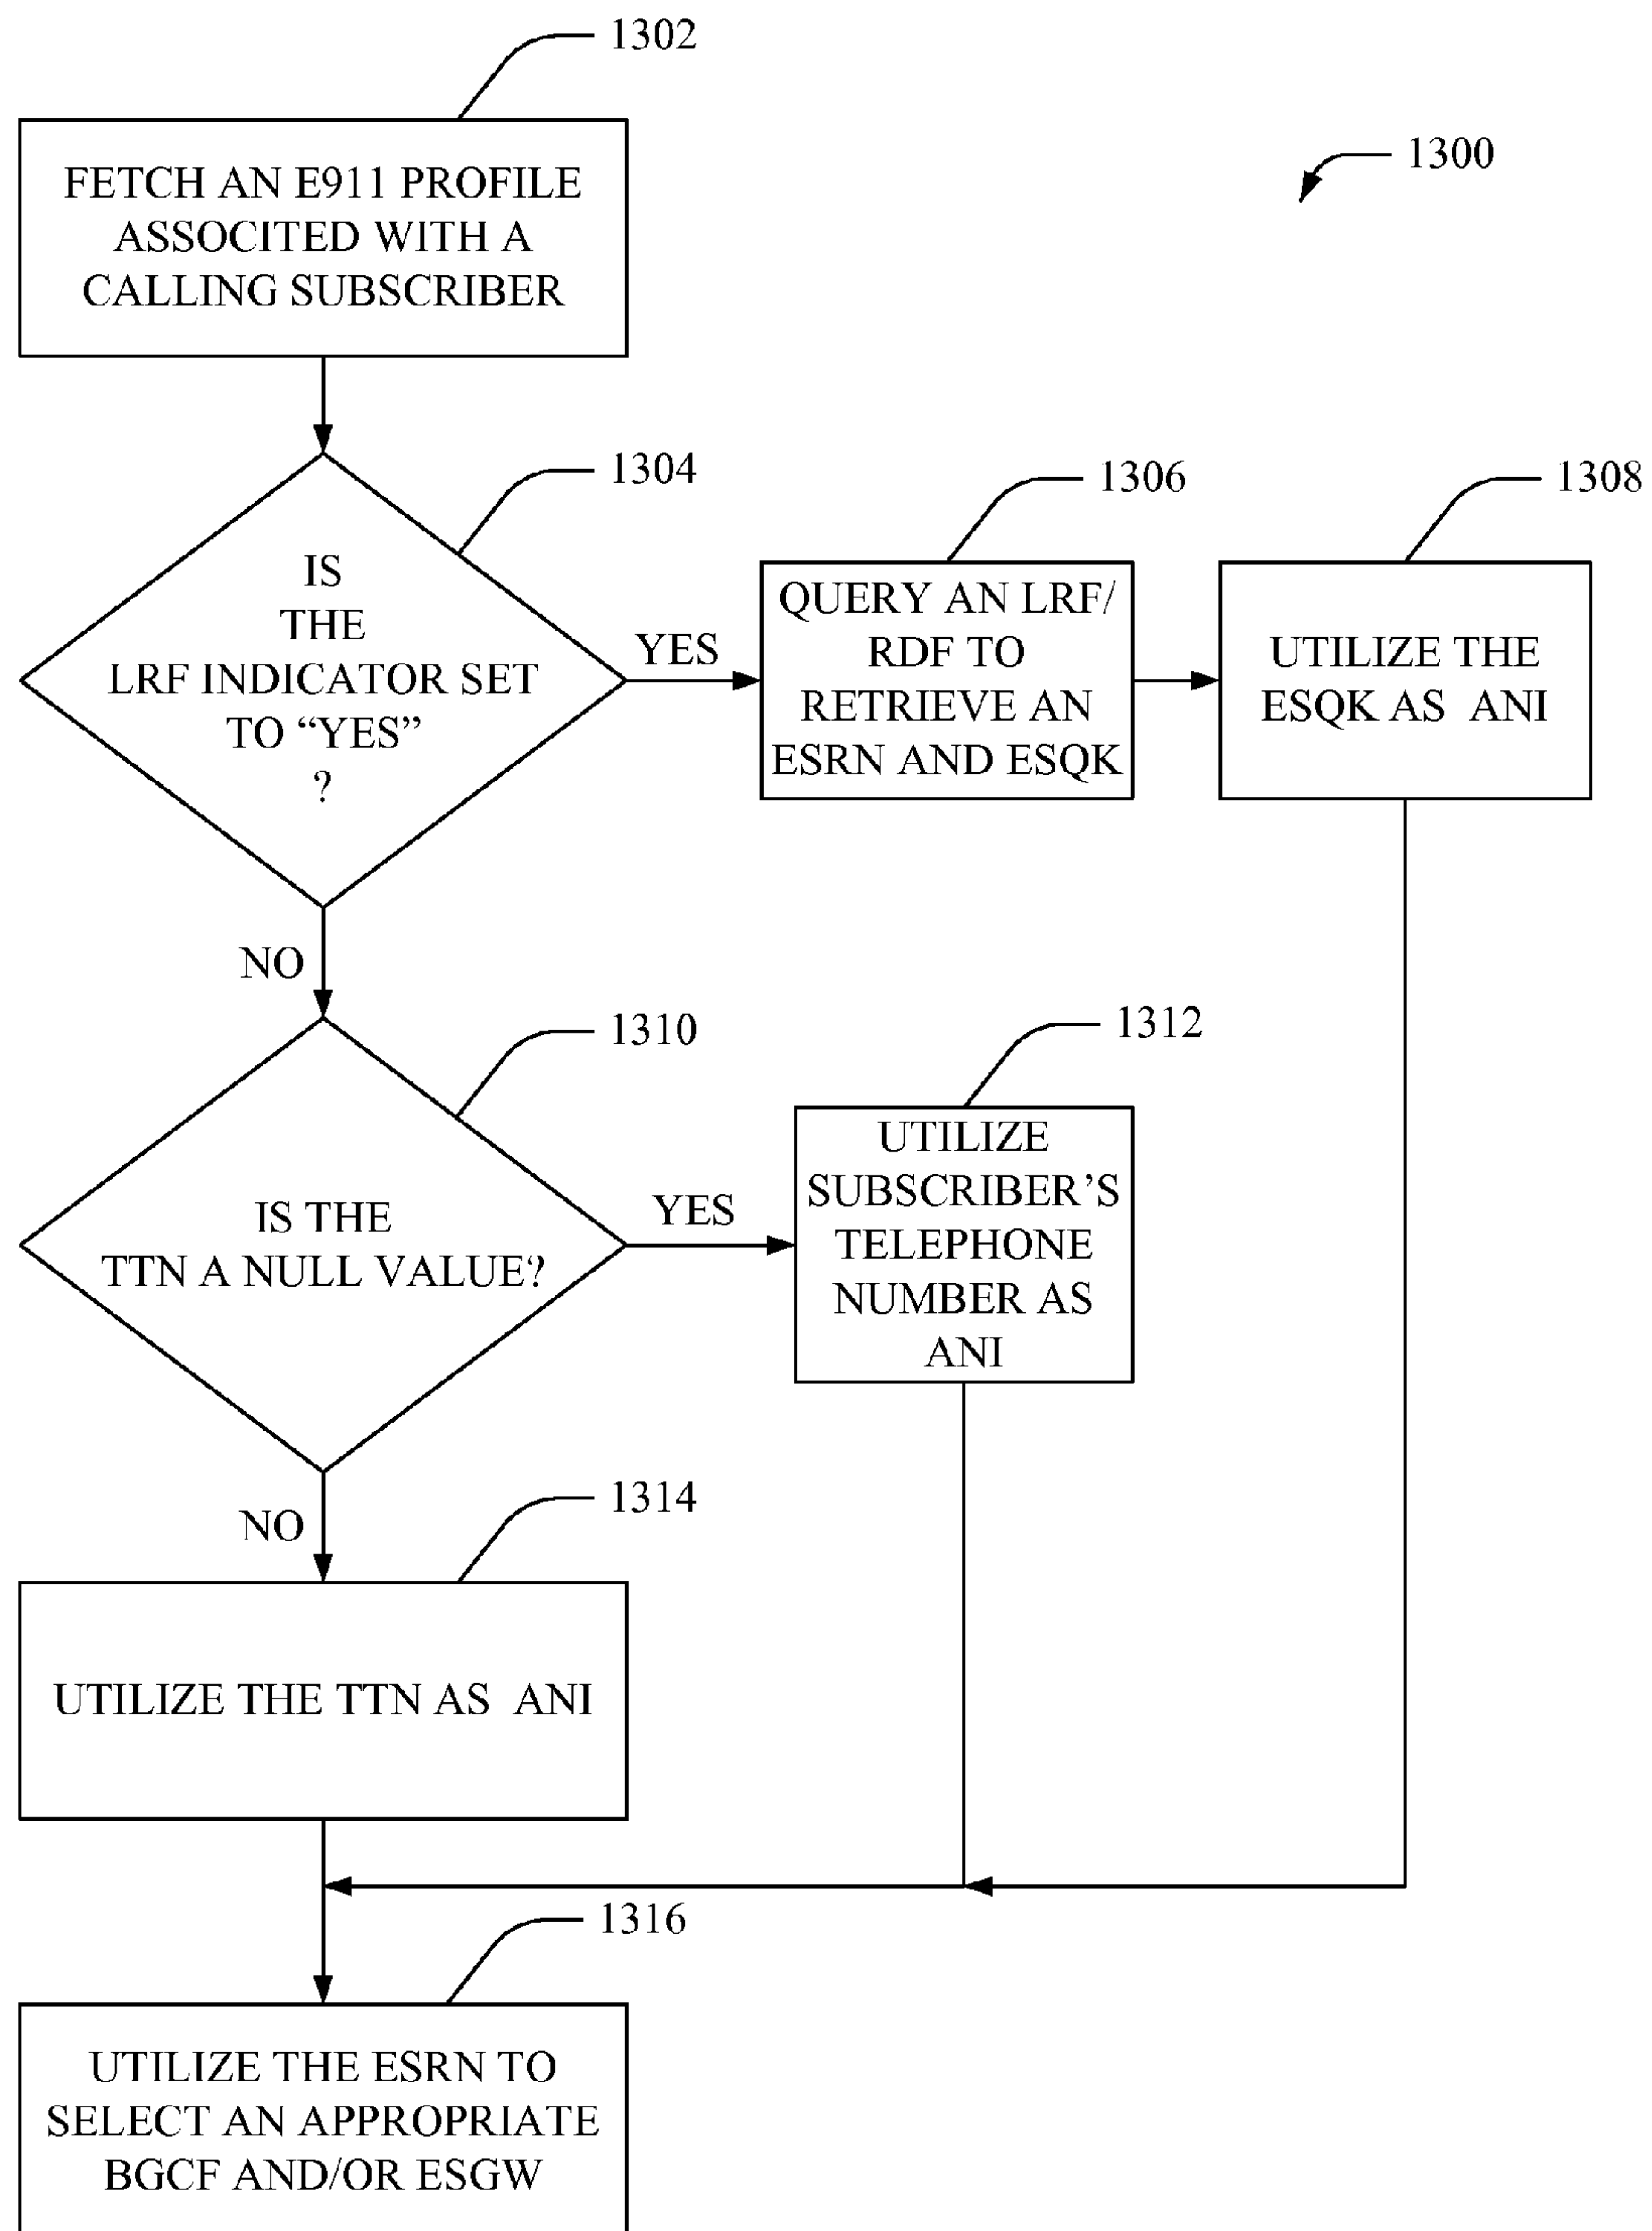 1302
1300
FETCH AN E911 PROFILE
ASSOCITED WITH A
CALLING SUBSCRIBER
1304
IS
THE
LRF INDICATOR SET
TO “YES”
?
YES
1306
QUERY AN LRF/
RDF TO
RETRIEVE AN
ESRN AND ESQK
1308
UTILIZE THE
ESQK AS ANI
NO
1310
IS THE
TTN A NULL VALUE?
YES
1312
UTILIZE
SUBSCRIBER’S
TELEPHONE
NUMBER AS
ANI
NO
1314
UTILIZE THE TTN AS ANI
1316
UTILIZE THE ESRN TO
SELECT AN APPROPRIATE
BGCF AND/OR ESGW